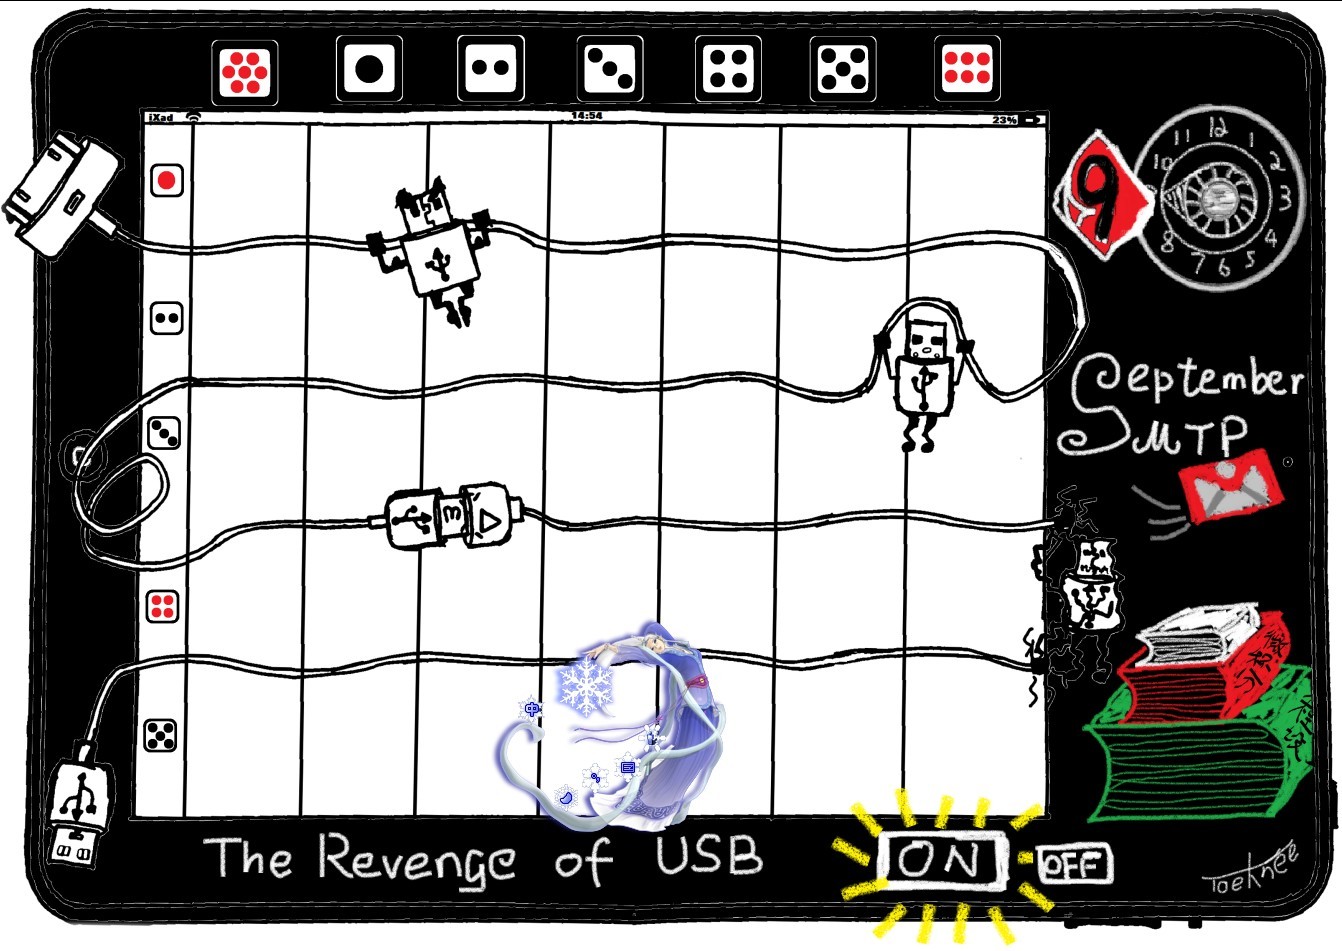 iXad 14:54 23%
9
12
1
2
3
4
5
6
7
8
10
11
September
MTP
The Revenge of USB
ON OFF
ToeKnee